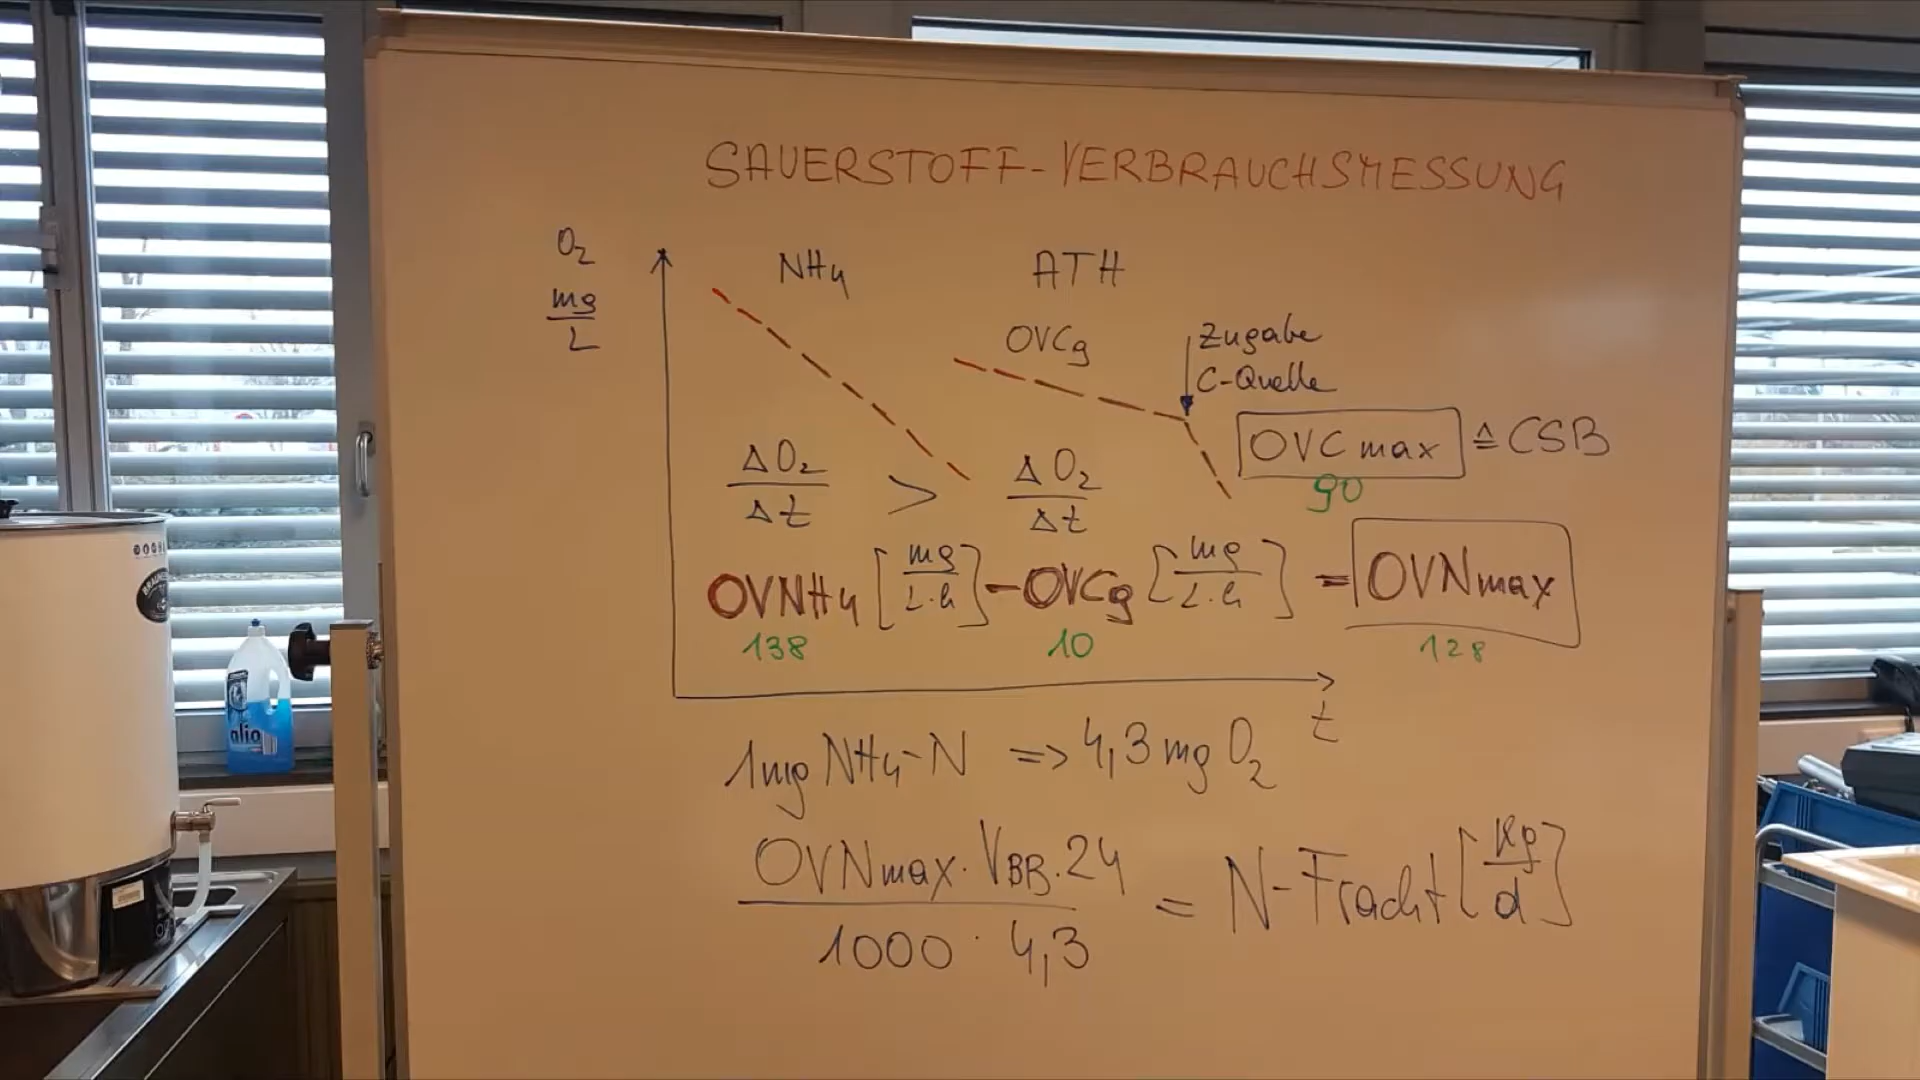 SAUERSTOFF-VERBRAUCHSMESSUNG
O₂
mg
L
NH₄
ATH
OVCg
Zugabe
C-Quelle
OVCmax ≙ CSB
90
ΔO₂
Δt
>
ΔO₂
Δt
OVNH₄ [mg/L·h] - OVCg [mg/L·h] = OVNmax
138
10
128
t
1mg NH₄-N => 4,3 mg O₂
OVNmax · VBB · 24
1000 · 4,3
= N-Fracht [kg/d]
alio